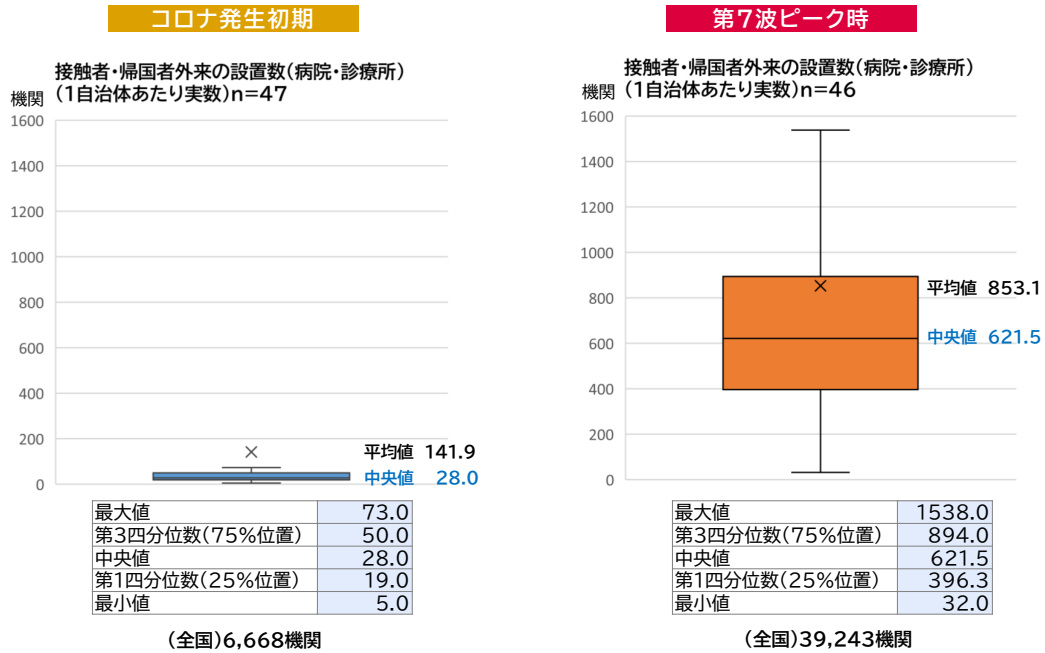 コロナ発生初期
接触者・帰国者外来の設置数(病院・診療所)
機関 (1自治体あたり実数)n=47
1600
1400
1200
1000
800
600
400
200
0
平均値 141.9
中央値 28.0
最大値 73.0
第3四分位数(75%位置) 50.0
中央値 28.0
第1四分位数(25%位置) 19.0
最小値 5.0
(全国)6,668機関
第7波ピーク時
接触者・帰国者外来の設置数(病院・診療所)
機関 (1自治体あたり実数)n=46
1600
1400
1200
1000
800
600
400
200
0
平均値 853.1
中央値 621.5
最大値 1538.0
第3四分位数(75%位置) 894.0
中央値 621.5
第1四分位数(25%位置) 396.3
最小値 32.0
(全国)39,243機関